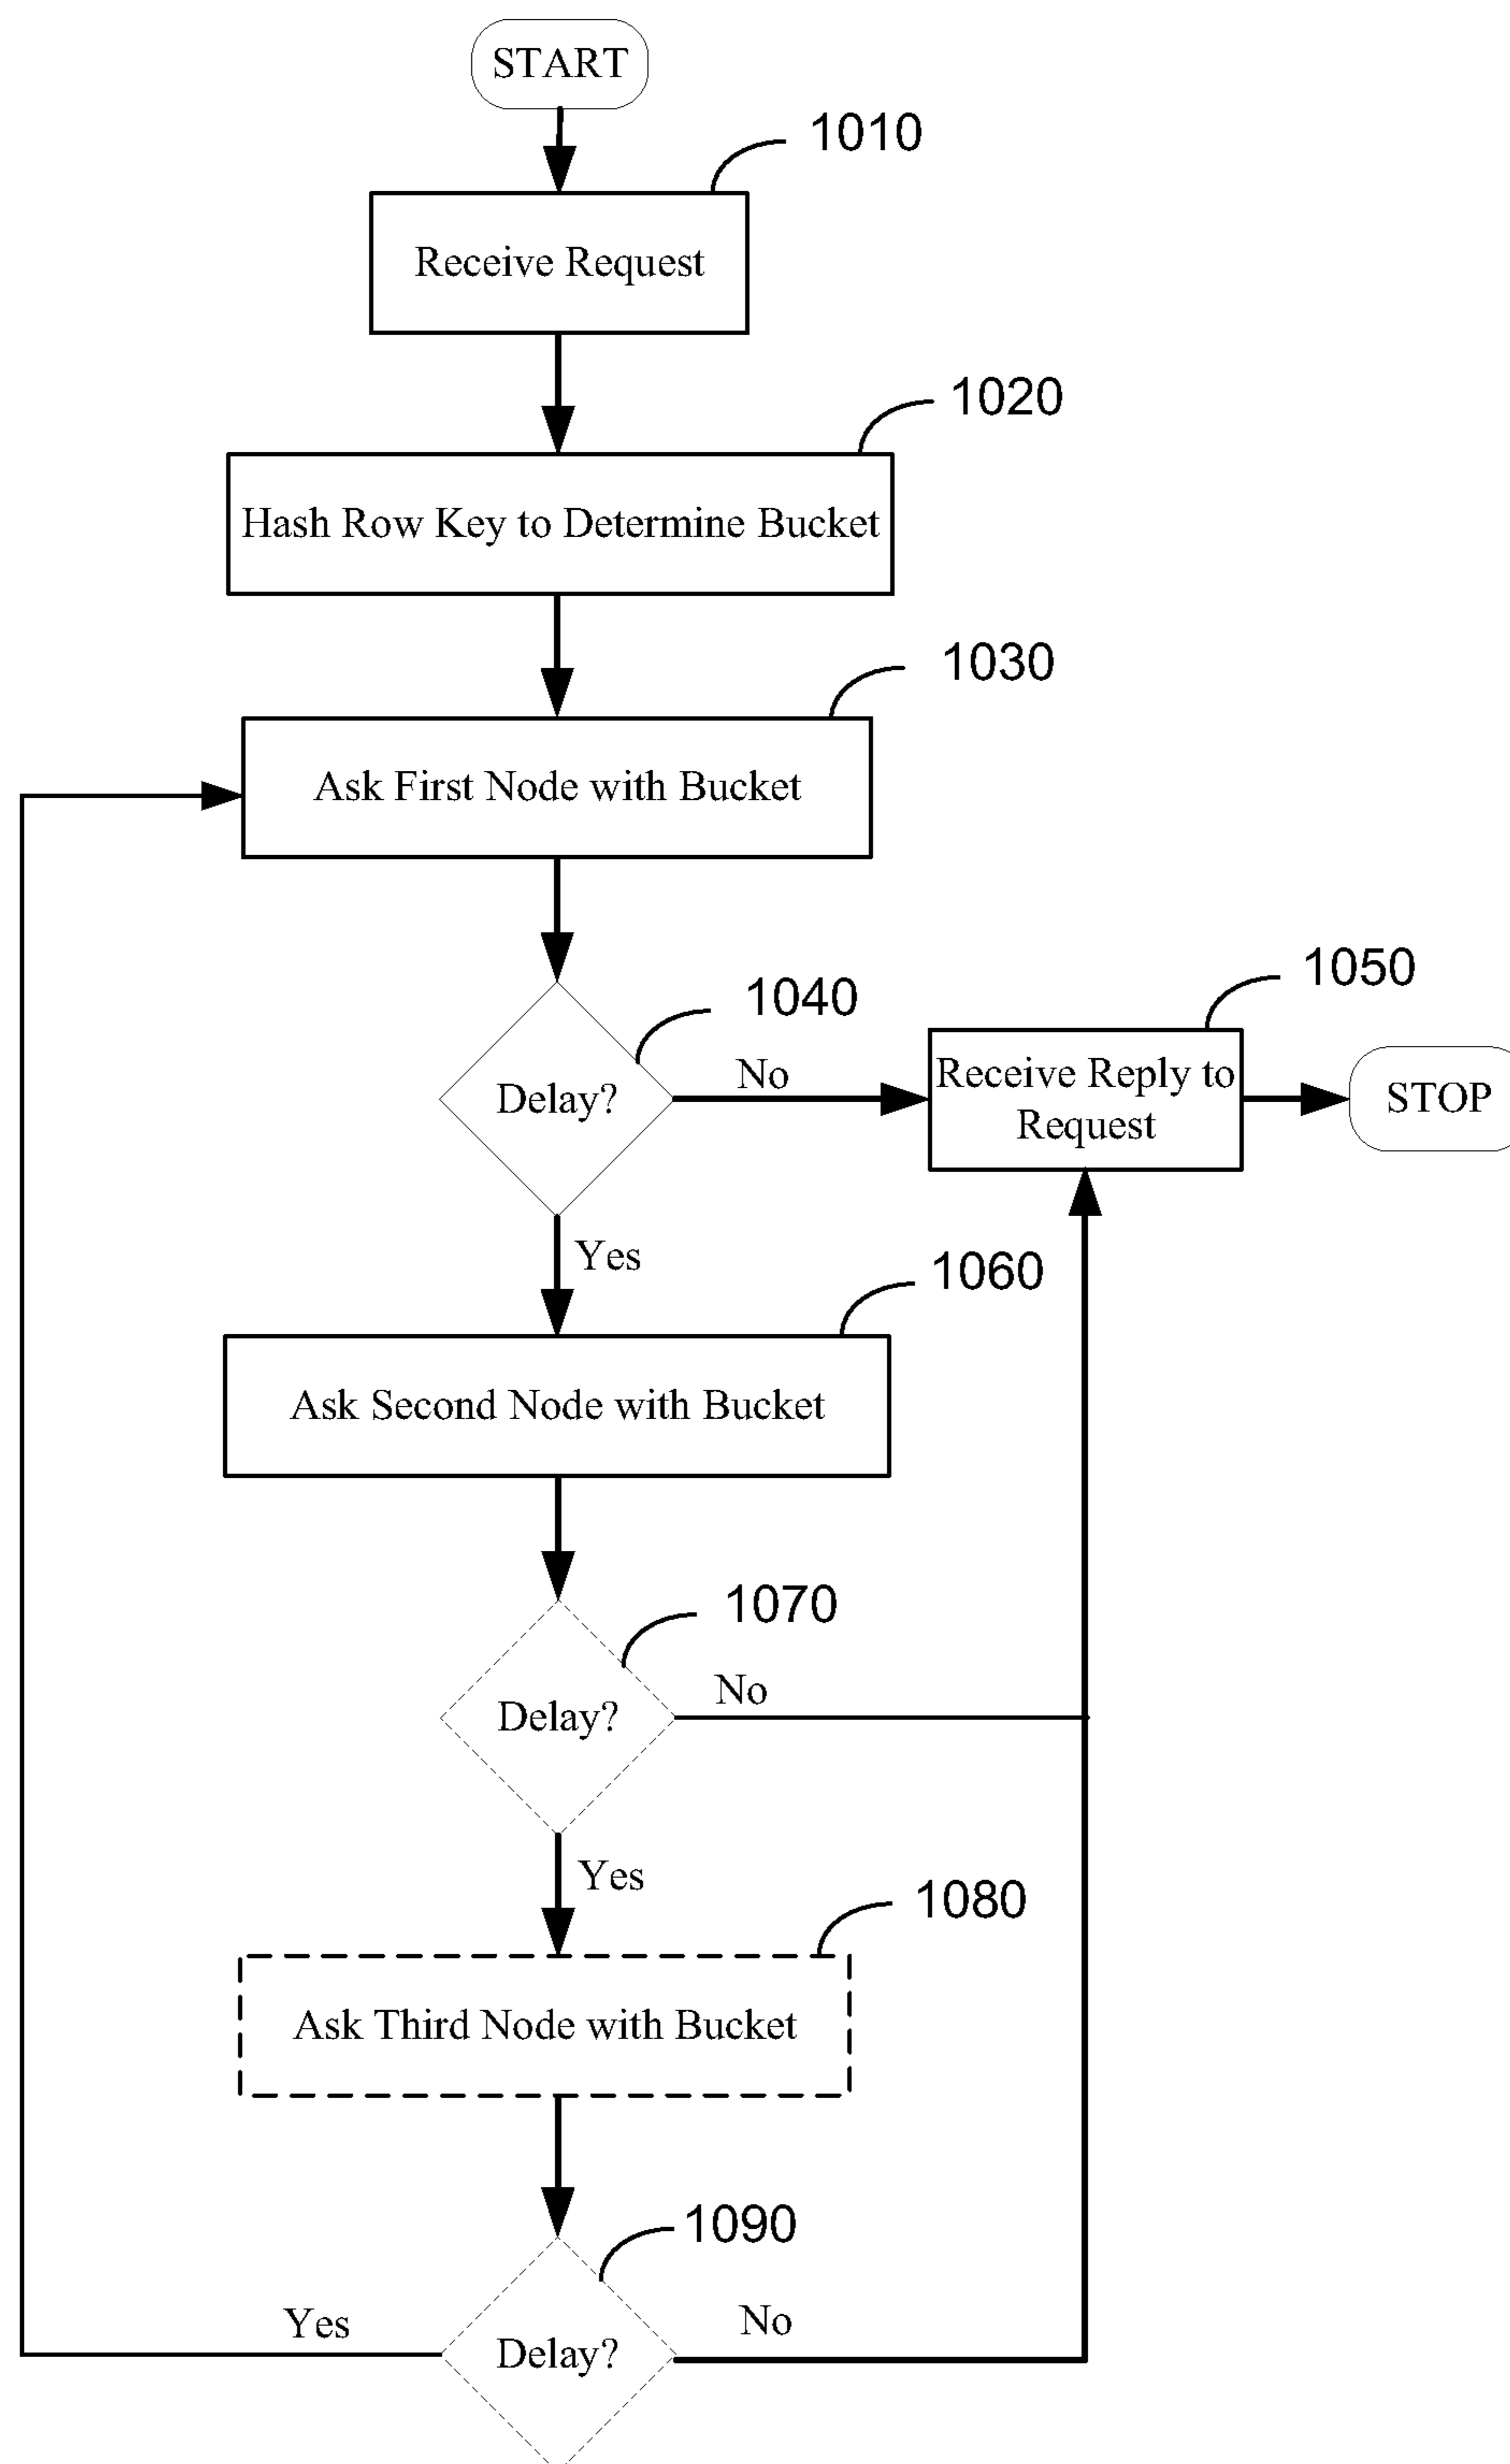 START
1010
Receive Request
1020
Hash Row Key to Determine Bucket
1030
Ask First Node with Bucket
1040
Delay?
No
1050
Receive Reply to
Request
STOP
Yes
1060
Ask Second Node with Bucket
1070
Delay?
No
Yes
1080
Ask Third Node with Bucket
1090
Yes
Delay?
No